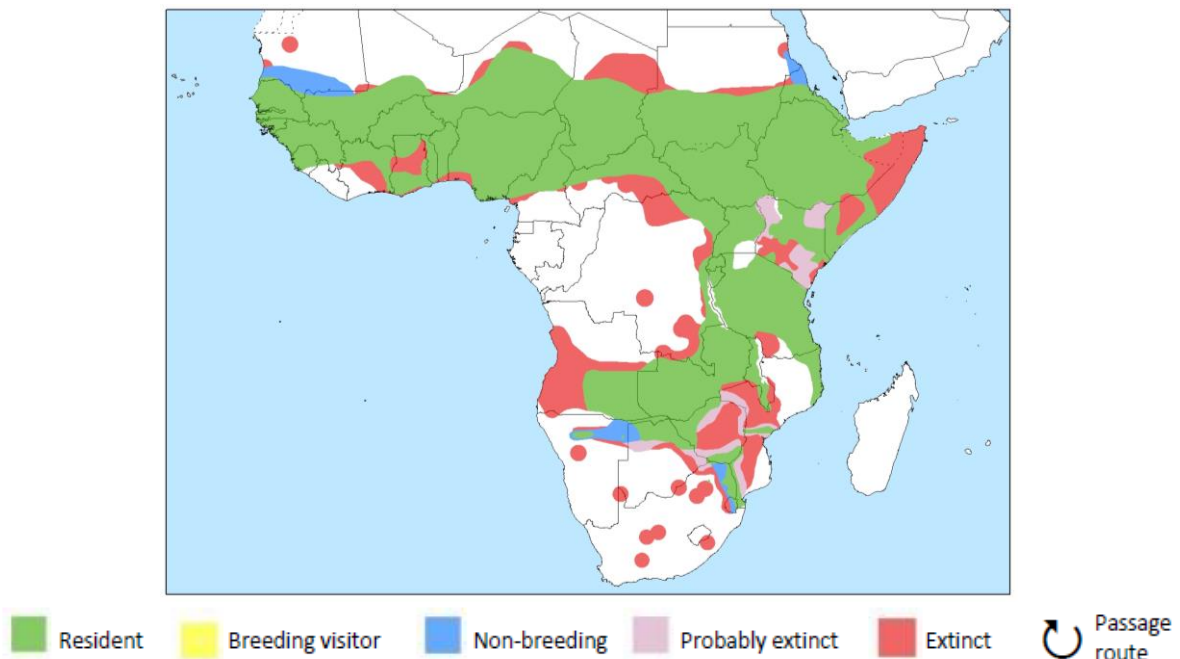 Resident
Breeding visitor
Non-breeding
Probably extinct
Extinct
Passage
route